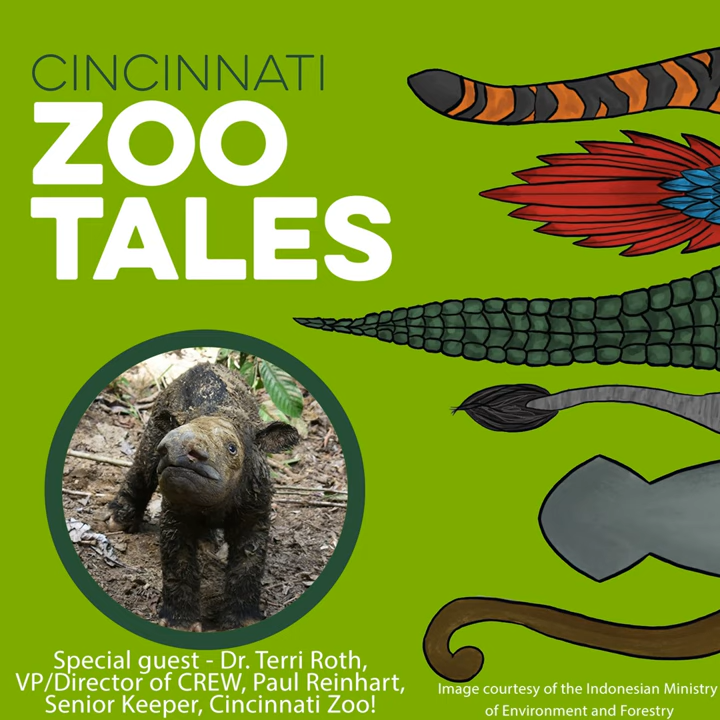 CINCINNATI
ZOO
TALES
Special guest - Dr. Terri Roth,
VP/Director of CREW, Paul Reinhart,
Senior Keeper, Cincinnati Zoo!
Image courtesy of the Indonesian Ministry
of Environment and Forestry